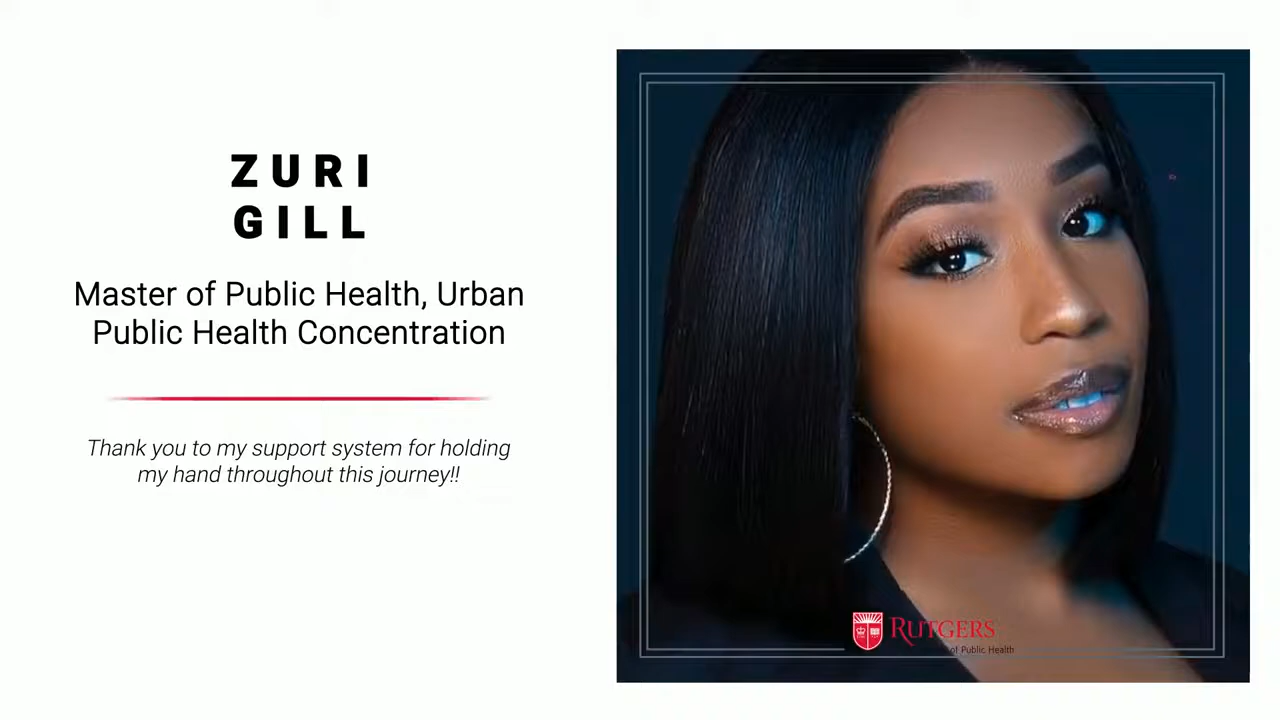 ZURI
GILL
Master of Public Health, Urban
Public Health Concentration
Thank you to my support system for holding
my hand throughout this journey!!
RUTGERS
of Public Health